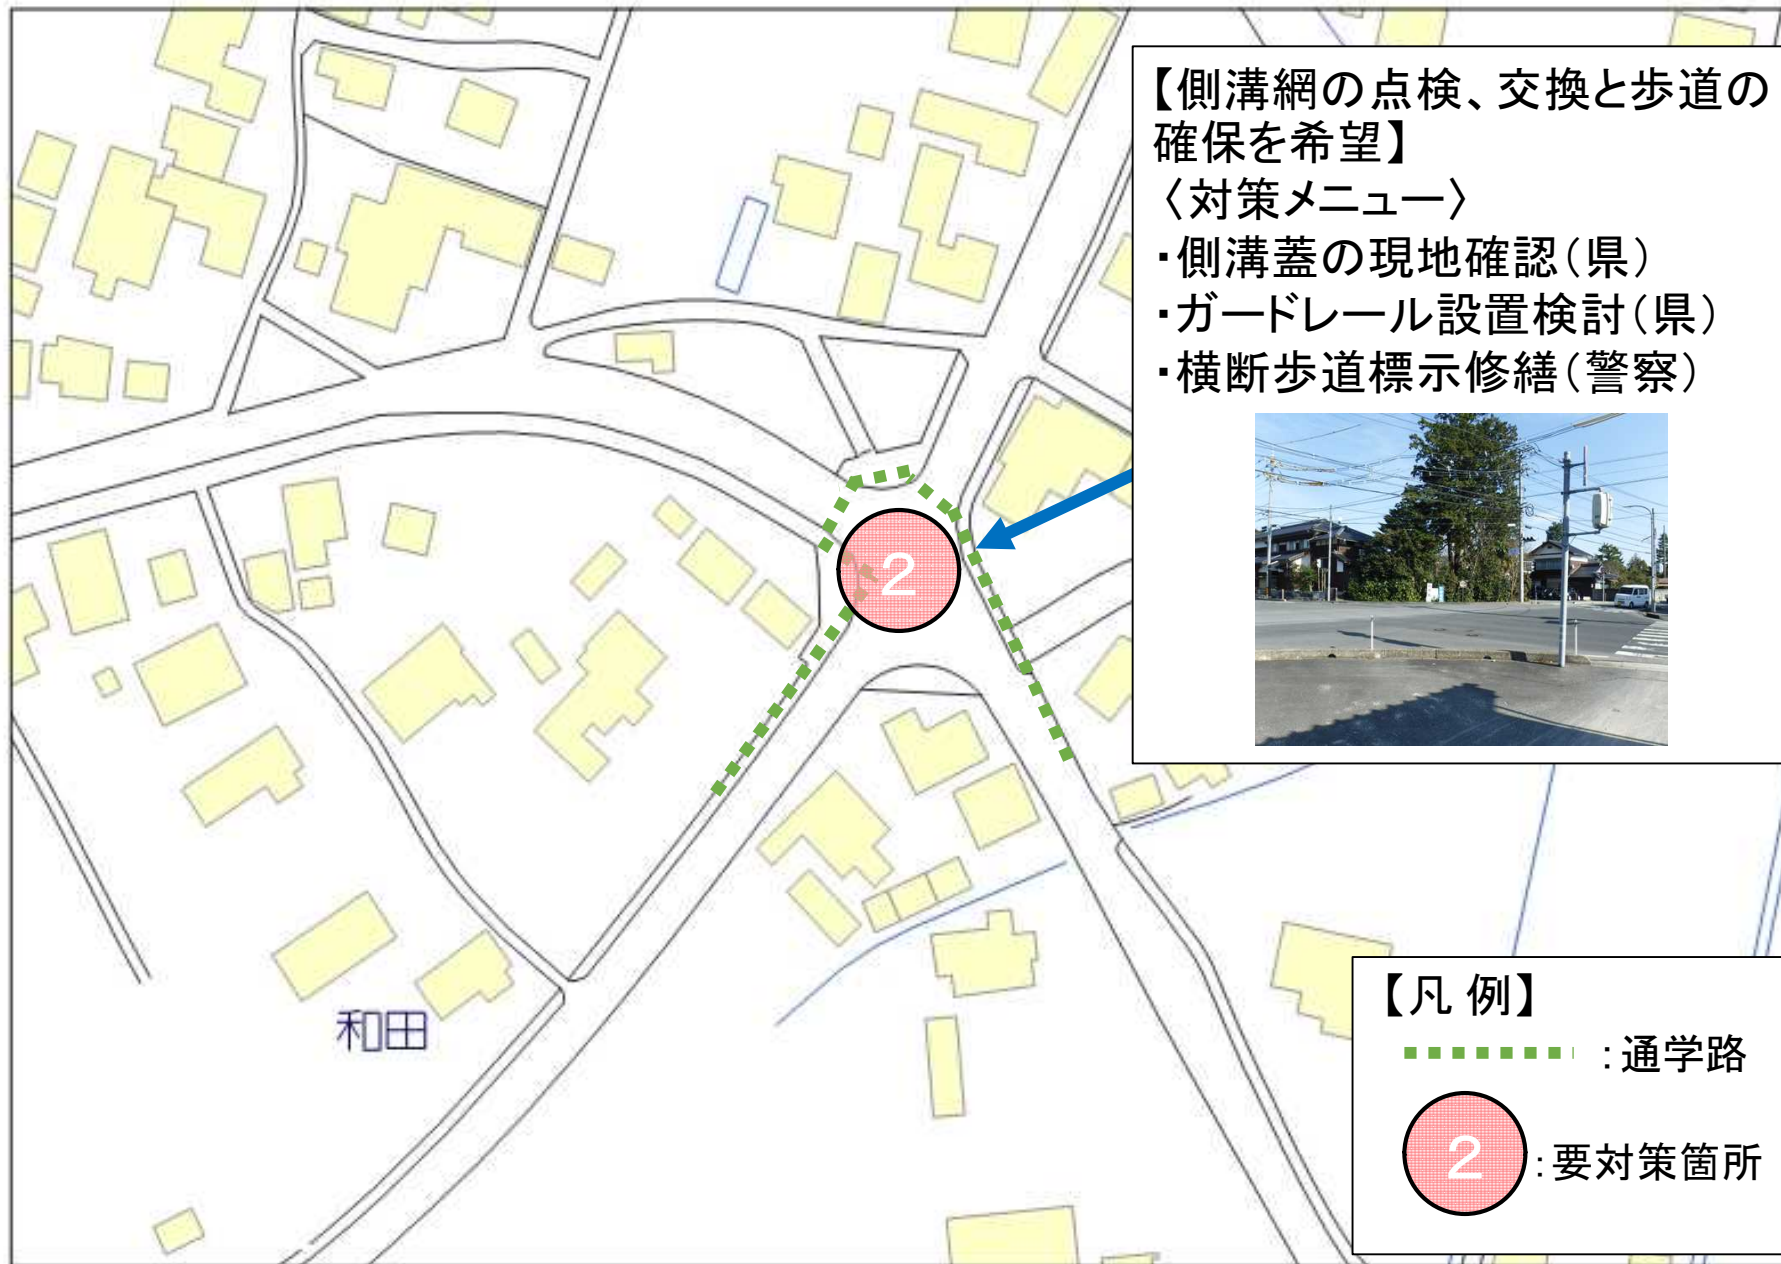 【側溝網の点検、交換と歩道の
確保を希望】
〈対策メニュー〉
・側溝蓋の現地確認(県)
・ガードレール設置検討(県)
・横断歩道標示修繕(警察)
2
和田
【凡 例】
:通学路
2
:要対策箇所